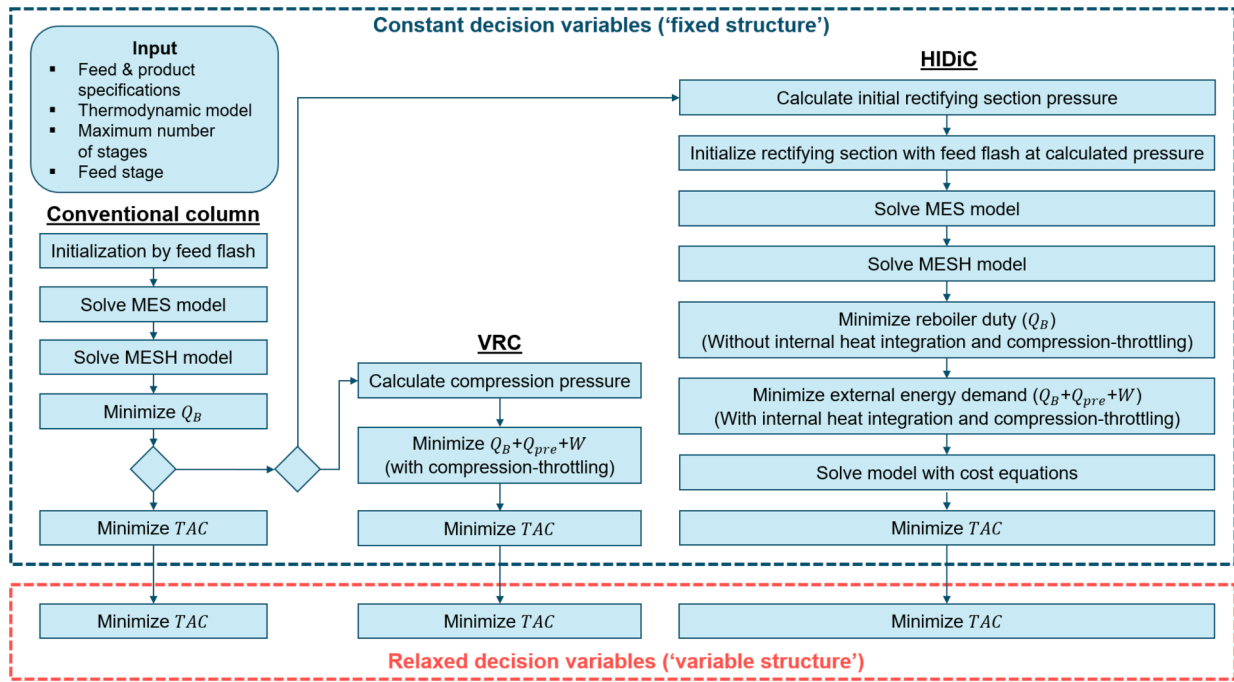 Constant decision variables (‘fixed structure’)
Input
▪ Feed & product
specifications
▪ Thermodynamic model
▪ Maximum number
of stages
▪ Feed stage
Conventional column
Initialization by feed flash
Solve MES model
Solve MESH model
Minimize Q_B
Minimize TAC
VRC
Calculate compression pressure
Minimize Q_B+Q_pre+W
(with compression-throttling)
Minimize TAC
HIDiC
Calculate initial rectifying section pressure
Initialize rectifying section with feed flash at calculated pressure
Solve MES model
Solve MESH model
Minimize reboiler duty (Q_B)
(Without internal heat integration and compression-throttling)
Minimize external energy demand (Q_B+Q_pre+W)
(With internal heat integration and compression-throttling)
Solve model with cost equations
Minimize TAC
Minimize TAC
Minimize TAC
Minimize TAC
Relaxed decision variables (‘variable structure’)